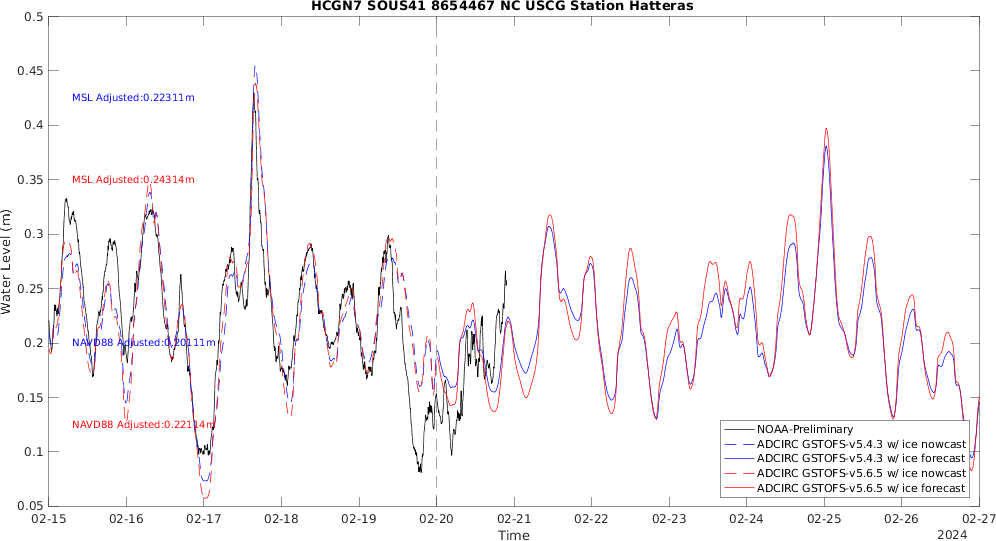 HCGN7 SOUS41 8654467 NC USCG Station Hatteras
0.5
0.45
0.4
0.35
0.3
0.25
0.2
0.15
0.1
0.05
Water Level (m)
MSL Adjusted:0.22311m
MSL Adjusted:0.24314m
NAVD88 Adjusted:0.20111m
NAVD88 Adjusted:0.22114m
NOAA-Preliminary
ADCIRC GSTOFS-v5.4.3 w/ ice nowcast
ADCIRC GSTOFS-v5.4.3 w/ ice forecast
ADCIRC GSTOFS-v5.6.5 w/ ice nowcast
ADCIRC GSTOFS-v5.6.5 w/ ice forecast
02-15 02-16 02-17 02-18 02-19 02-20 02-21 02-22 02-23 02-24 02-25 02-26 02-27
Time
2024